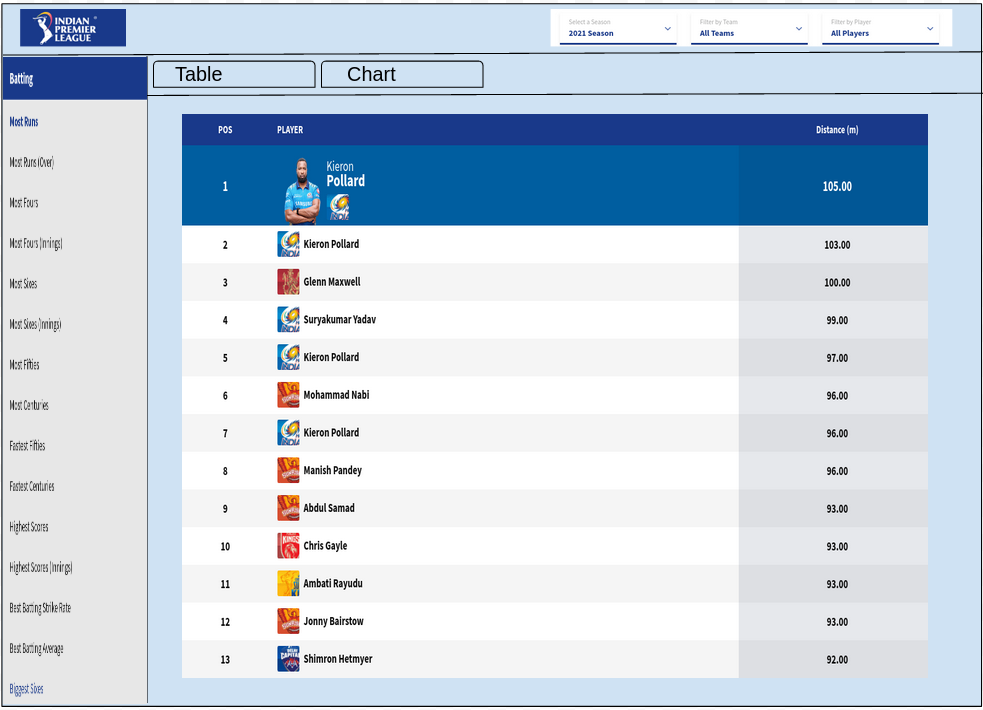 INDIAN
PREMIER
LEAGUE
Select a Season
2021 Season
Filter by Team
All Teams
Filter by Player
All Players
Batting
Table
Chart
Most Runs
Most Runs (Over)
Most Fours
Most Fours (Innings)
Most Sixes
Most Sixes (Innings)
Most Fifties
Most Centuries
Fastest Fifties
Fastest Centuries
Highest Scores
Highest Scores (Innings)
Best Batting Strike Rate
Best Batting Average
Biggest Sixes
POS PLAYER Distance (m)
1 Kieron Pollard 105.00
2 Kieron Pollard 103.00
3 Glenn Maxwell 100.00
4 Suryakumar Yadav 99.00
5 Kieron Pollard 97.00
6 Mohammad Nabi 96.00
7 Kieron Pollard 96.00
8 Manish Pandey 96.00
9 Abdul Samad 93.00
10 Chris Gayle 93.00
11 Ambati Rayudu 93.00
12 Jonny Bairstow 93.00
13 Shimron Hetmyer 92.00